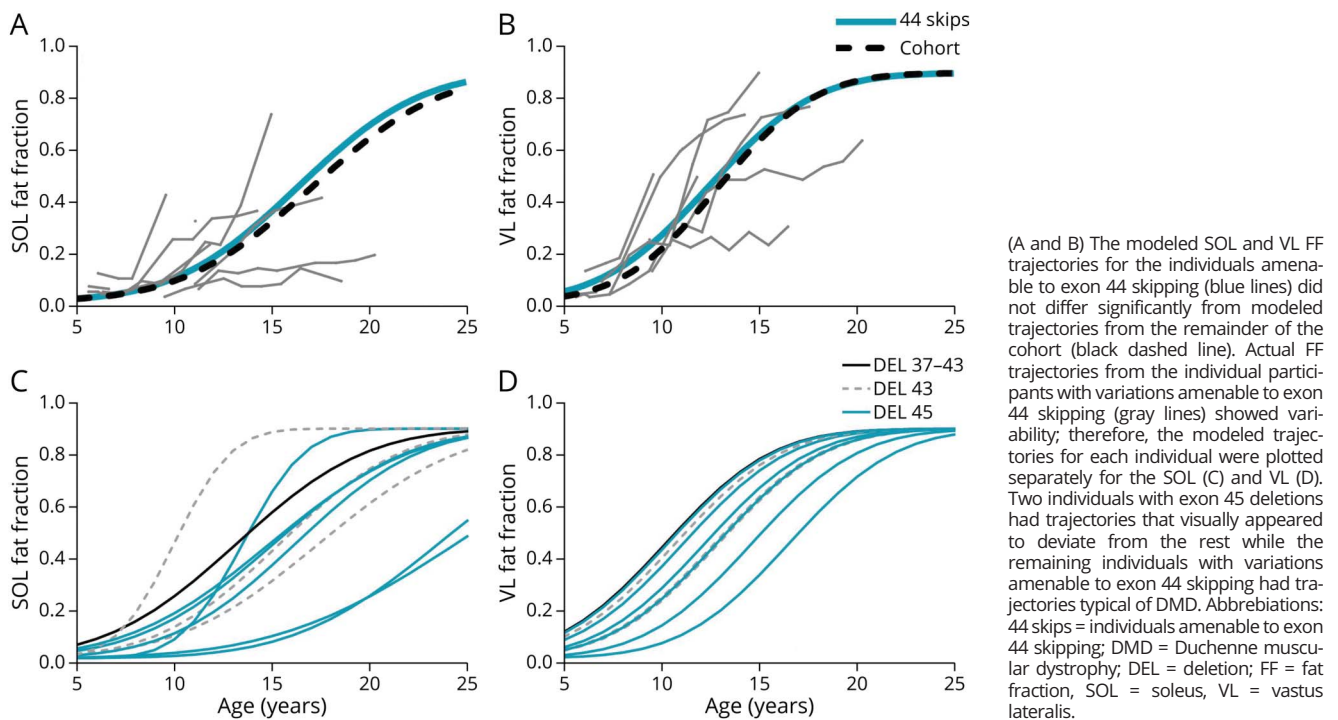 A
B
44 skips
Cohort
1.0
0.8
0.6
0.4
0.2
0.0
SOL fat fraction
5
10
15
20
25
1.0
0.8
0.6
0.4
0.2
0.0
VL fat fraction
5
10
15
20
25
C
D
DEL 37–43
DEL 43
DEL 45
1.0
0.8
0.6
0.4
0.2
0.0
SOL fat fraction
5
10
15
20
25
Age (years)
1.0
0.8
0.6
0.4
0.2
0.0
VL fat fraction
5
10
15
20
25
Age (years)
(A and B) The modeled SOL and VL FF
trajectories for the individuals amena-
ble to exon 44 skipping (blue lines) did
not differ significantly from modeled
trajectories from the remainder of the
cohort (black dashed line). Actual FF
trajectories from the individual partici-
pants with variations amenable to exon
44 skipping (gray lines) showed vari-
ability; therefore, the modeled trajec-
tories for each individual were plotted
separately for the SOL (C) and VL (D).
Two individuals with exon 45 deletions
had trajectories that visually appeared
to deviate from the rest while the
remaining individuals with variations
amenable to exon 44 skipping had tra-
jectories typical of DMD. Abbrebiations:
44 skips = individuals amenable to exon
44 skipping; DMD = Duchenne muscu-
lar dystrophy; DEL = deletion; FF = fat
fraction, SOL = soleus, VL = vastus
lateralis.